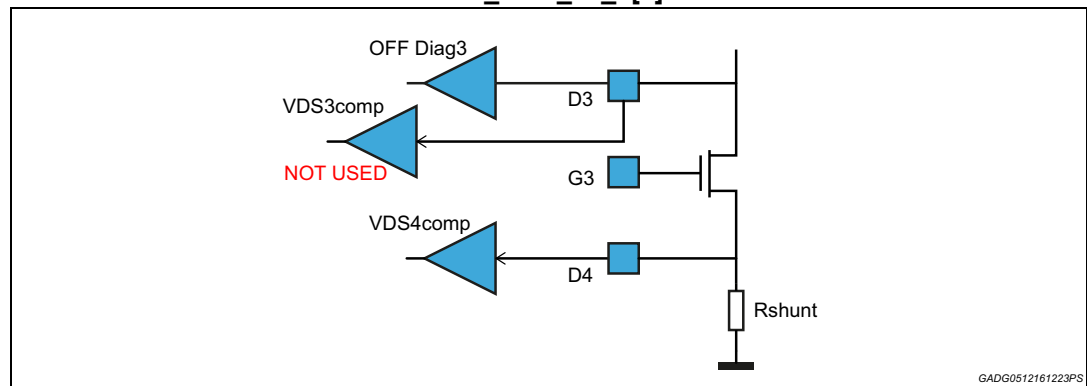 OFF Diag3
D3
VDS3comp
NOT USED
G3
VDS4comp
D4
Rshunt
GADG0512161223PS